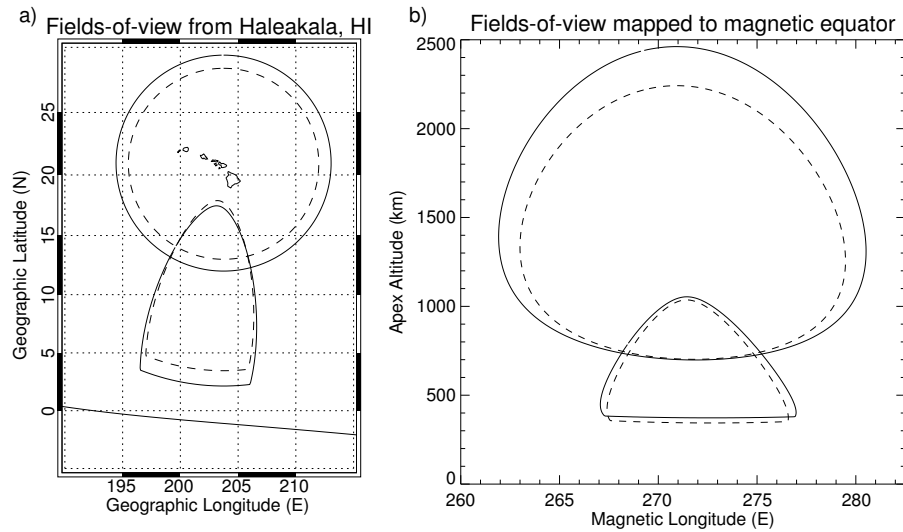 a) Fields-of-view from Haleakala, HI
Geographic Latitude (N)
25
20
15
10
5
0
195 200 205 210
Geographic Longitude (E)
b) Fields-of-view mapped to magnetic equator
Apex Altitude (km)
2500
2200
1500
1000
500
0
260 265 270 275 280
Magnetic Longitude (E)